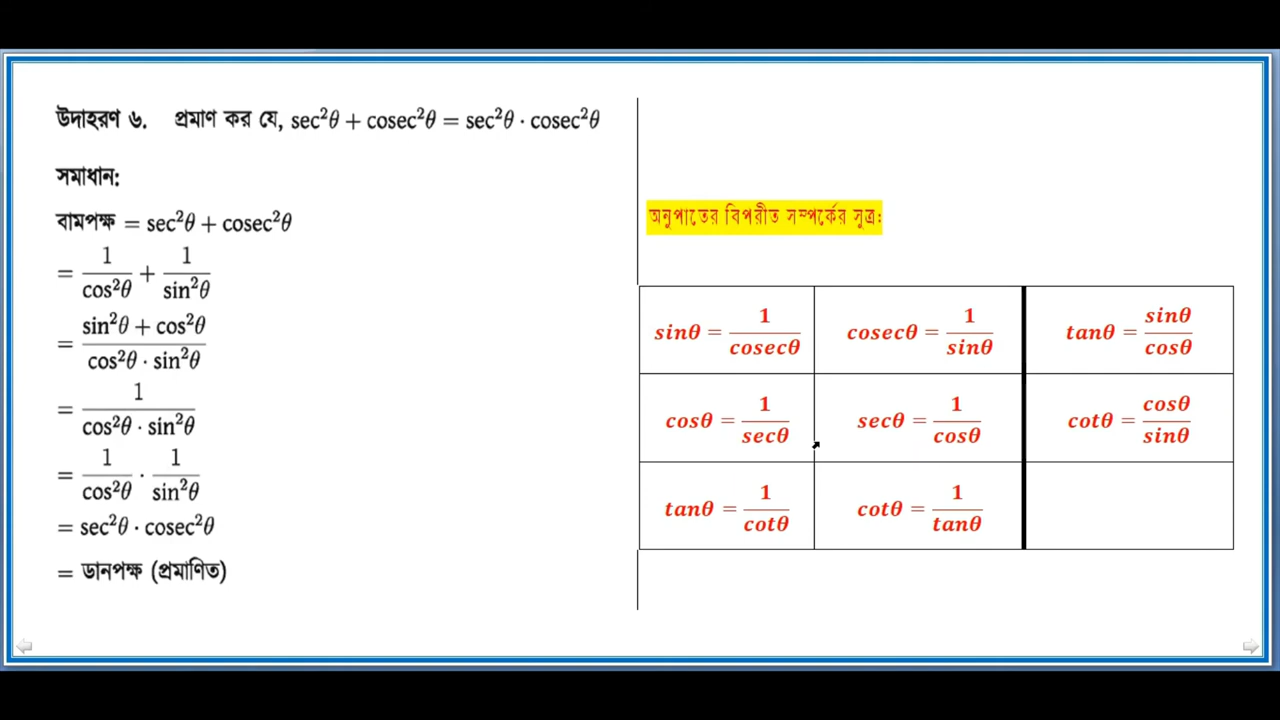 উদাহরণ ৬. প্রমাণ কর যে, sec²θ + cosec²θ = sec²θ · cosec²θ
সমাধান:
বামপক্ষ = sec²θ + cosec²θ
= 1/cos²θ + 1/sin²θ
= (sin²θ + cos²θ)/(cos²θ · sin²θ)
= 1/(cos²θ · sin²θ)
= 1/cos²θ · 1/sin²θ
= sec²θ · cosec²θ
= ডানপক্ষ (প্রমাণিত)
অনুপাতের বিপরীত সম্পর্কের সুত্র:
sinθ = 1/cosecθ cosecθ = 1/sinθ tanθ = sinθ/cosθ
cosθ = 1/secθ secθ = 1/cosθ cotθ = cosθ/sinθ
tanθ = 1/cotθ cotθ = 1/tanθ